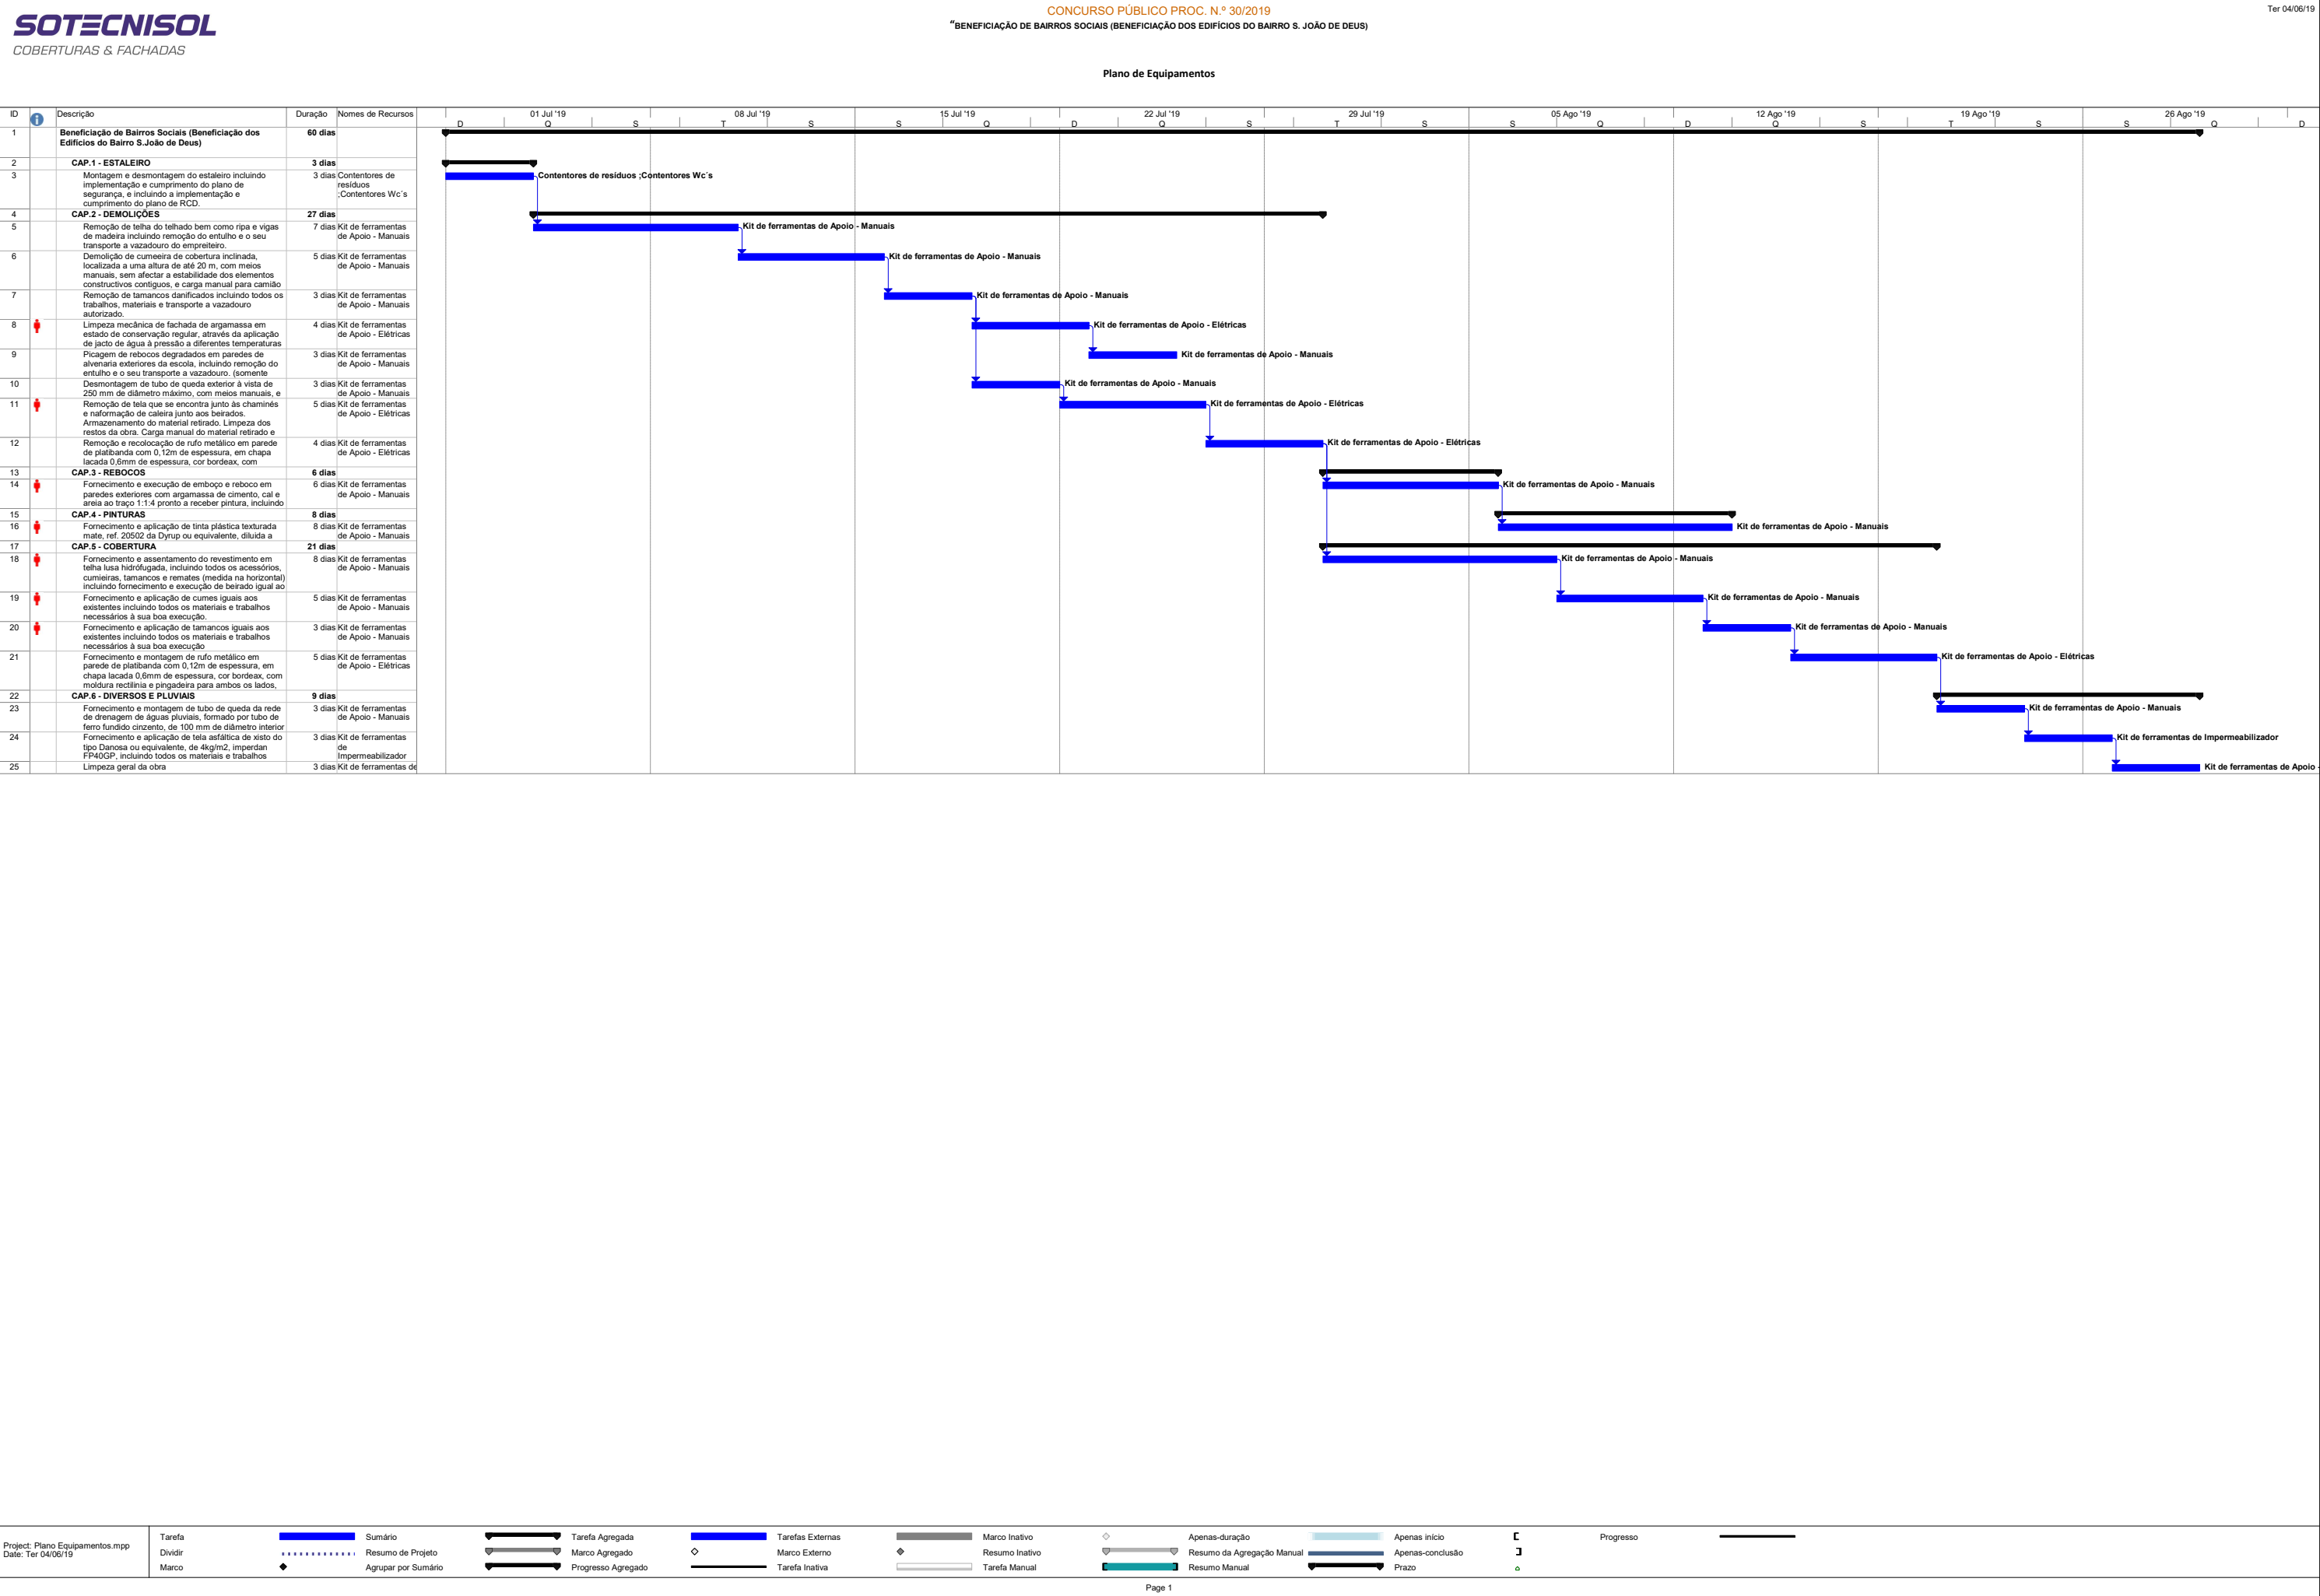 SOTECNISOL
COBERTURAS & FACHADAS
CONCURSO PÚBLICO PROC. N.º 30/2019
“BENEFICIAÇÃO DE BAIRROS SOCIAIS (BENEFICIAÇÃO DOS EDIFÍCIOS DO BAIRRO S. JOÃO DE DEUS)
Ter 04/06/19
Plano de Equipamentos
ID Descrição Duração Nomes de Recursos 01 Jul '19 08 Jul '19 15 Jul '19 22 Jul '19 29 Jul '19 05 Ago '19 12 Ago '19 19 Ago '19 26 Ago '19
D Q S T S S Q D Q S T S S Q D Q S T S S Q D
1 Beneficiação de Bairros Sociais (Beneficiação dos 60 dias
Edifícios do Bairro S.João de Deus)
2 CAP.1 - ESTALEIRO 3 dias
3 Montagem e desmontagem do estaleiro incluindo 3 dias Contentores de Contentores de resíduos ;Contentores Wc´s
implementação e cumprimento do plano de resíduos
segurança, e incluindo a implementação e ;Contentores Wc´s
cumprimento do plano de RCD.
4 CAP.2 - DEMOLIÇÕES 27 dias
5 Remoção de telha do telhado bem como ripa e vigas 7 dias Kit de ferramentas Kit de ferramentas de Apoio - Manuais
de madeira incluindo remoção do entulho e o seu de Apoio - Manuais
transporte a vazadouro do empreiteiro.
6 Demolição de cumeeira de cobertura inclinada, 5 dias Kit de ferramentas Kit de ferramentas de Apoio - Manuais
localizada a uma altura de até 20 m, com meios de Apoio - Manuais
manuais, sem afectar a estabilidade dos elementos
constructivos contiguos, e carga manual para camião
7 Remoção de tamancos danificados incluindo todos os 3 dias Kit de ferramentas Kit de ferramentas de Apoio - Manuais
trabalhos, materiais e transporte a vazadouro de Apoio - Manuais
autorizado.
8 Limpeza mecânica de fachada de argamassa em 4 dias Kit de ferramentas Kit de ferramentas de Apoio - Elétricas
estado de conservação regular, através da aplicação de Apoio - Elétricas
de jacto de água à pressão a diferentes temperaturas
9 Picagem de rebocos degradados em paredes de 3 dias Kit de ferramentas Kit de ferramentas de Apoio - Manuais
alvenaria exteriores da escola, incluindo remoção do de Apoio - Manuais
entulho e o seu transporte a vazadouro. (somente
10 Desmontagem de tubo de queda exterior à vista de 3 dias Kit de ferramentas Kit de ferramentas de Apoio - Manuais
250 mm de diâmetro máximo, com meios manuais, e de Apoio - Manuais
11 Remoção de tela que se encontra junto às chaminés 5 dias Kit de ferramentas Kit de ferramentas de Apoio - Elétricas
e naformação de caleira junto aos beirados. de Apoio - Elétricas
Armazenamento do material retirado. Limpeza dos
restos da obra. Carga manual do material retirado e
12 Remoção e recolocação de rufo metálico em parede 4 dias Kit de ferramentas Kit de ferramentas de Apoio - Elétricas
de platibanda com 0,12m de espessura, em chapa de Apoio - Elétricas
lacada 0,6mm de espessura, cor bordeax, com
13 CAP.3 - REBOCOS 6 dias
14 Fornecimento e execução de emboço e reboco em 6 dias Kit de ferramentas Kit de ferramentas de Apoio - Manuais
paredes exteriores com argamassa de cimento, cal e de Apoio - Manuais
areia ao traço 1:1:4 pronto a receber pintura, incluindo
15 CAP.4 - PINTURAS 8 dias
16 Fornecimento e aplicação de tinta plástica texturada 8 dias Kit de ferramentas Kit de ferramentas de Apoio - Manuais
mate, ref. 20502 da Dyrup ou equivalente, diluida a de Apoio - Manuais
17 CAP.5 - COBERTURA 21 dias
18 Fornecimento e assentamento do revestimento em 8 dias Kit de ferramentas Kit de ferramentas de Apoio - Manuais
telha lusa hidrófugada, incluindo todos os acessórios, de Apoio - Manuais
cumieiras, tamancos e remates (medida na horizontal)
incluindo fornecimento e execução de beirado igual ao
19 Fornecimento e aplicação de cumes iguais aos 5 dias Kit de ferramentas Kit de ferramentas de Apoio - Manuais
existentes incluindo todos os materiais e trabalhos de Apoio - Manuais
necessários à sua boa execução.
20 Fornecimento e aplicação de tamancos iguais aos 3 dias Kit de ferramentas Kit de ferramentas de Apoio - Manuais
existentes incluindo todos os materiais e trabalhos de Apoio - Manuais
necessários à sua boa execução
21 Fornecimento e montagem de rufo metálico em 5 dias Kit de ferramentas Kit de ferramentas de Apoio - Elétricas
parede de platibanda com 0,12m de espessura, em de Apoio - Elétricas
chapa lacada 0,6mm de espessura, cor bordeax, com
moldura rectilinia e pingadeira para ambos os lados,
22 CAP.6 - DIVERSOS E PLUVIAIS 9 dias
23 Fornecimento e montagem de tubo de queda da rede 3 dias Kit de ferramentas Kit de ferramentas de Apoio - Manuais
de drenagem de águas pluviais, formado por tubo de de Apoio - Manuais
ferro fundido cinzento, de 100 mm de diâmetro interior
24 Fornecimento e aplicação de tela asfáltica de xisto do 3 dias Kit de ferramentas Kit de ferramentas de Impermeabilizador
tipo Danosa ou equivalente, de 4kg/m2, imperdan de
FP40GP, incluindo todos os materiais e trabalhos Impermeabilizador
25 Limpeza geral da obra 3 dias Kit de ferramentas de Kit de ferramentas de Apoio -
Project: Plano Equipamentos.mpp
Date: Ter 04/06/19
Tarefa Sumário Tarefa Agregada Tarefas Externas Marco Inativo Apenas-duração Apenas início Progresso
Dividir Resumo de Projeto Marco Agregado Marco Externo Resumo Inativo Resumo da Agregação Manual Apenas-conclusão
Marco Agrupar por Sumário Progresso Agregado Tarefa Inativa Tarefa Manual Resumo Manual Prazo
Page 1